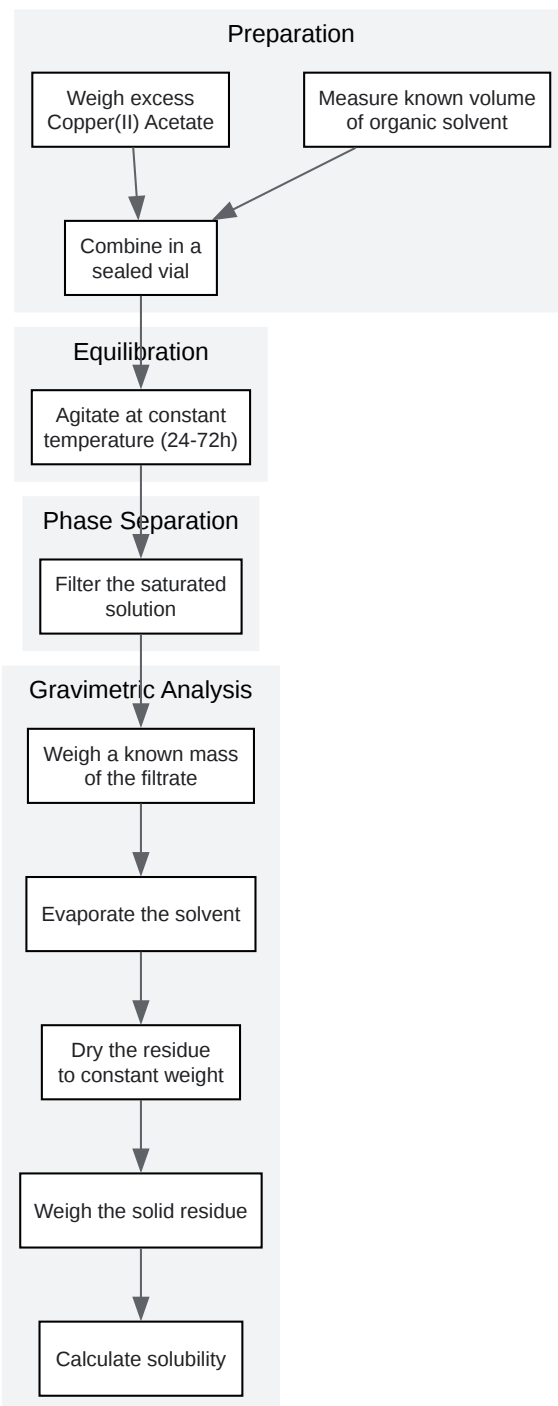 Preparation
Weigh excess
Copper(II) Acetate
Measure known volume
of organic solvent
Combine in a
sealed vial
Equilibration
Agitate at constant
temperature (24-72h)
Phase Separation
Filter the saturated
solution
Gravimetric Analysis
Weigh a known mass
of the filtrate
Evaporate the solvent
Dry the residue
to constant weight
Weigh the solid residue
Calculate solubility